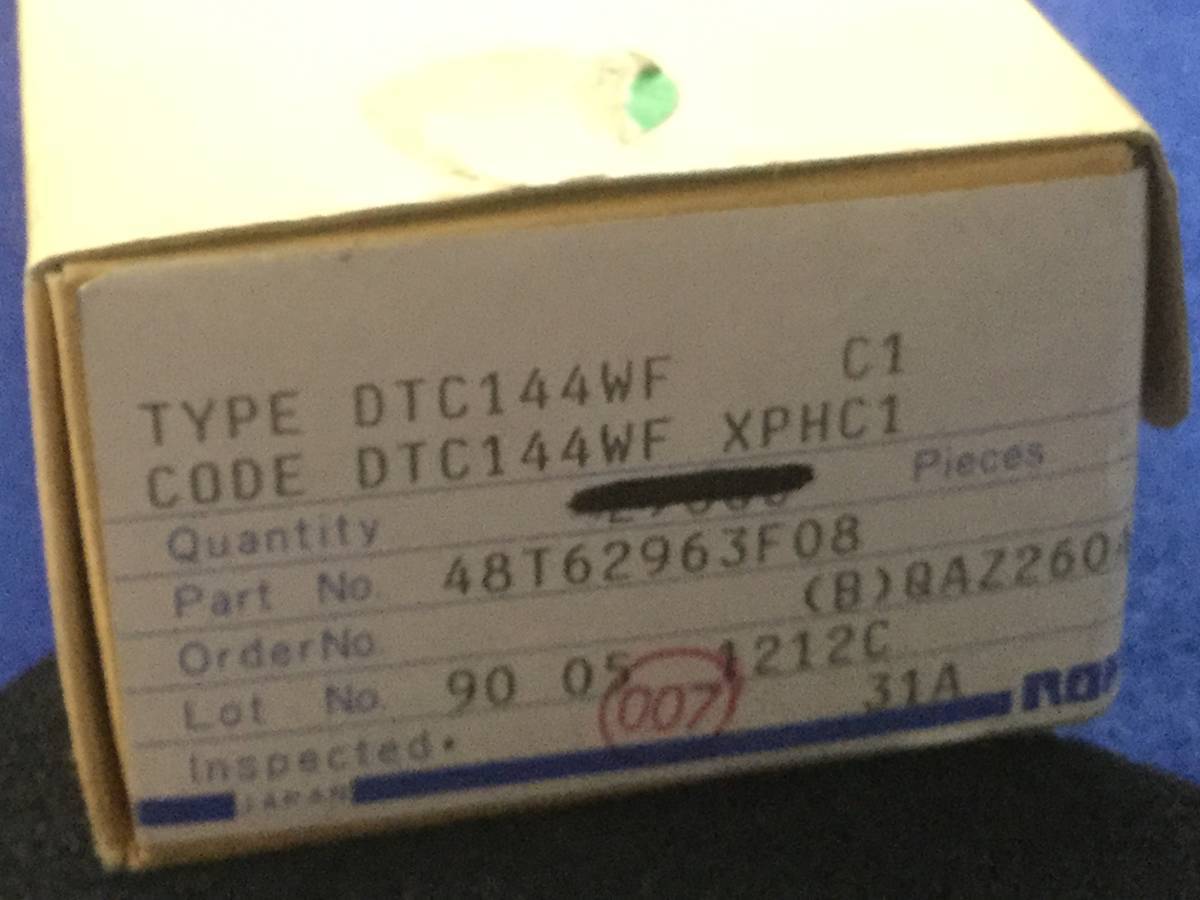 TYPE DTC144WF C1
CODE DTC144WF XPHC1
Quantity Pieces
Part No. 48T62963F08
OrderNo. (B)QAZ260
Lot No. 90 05 1212C
Inspected. 007 31A
JAPAN